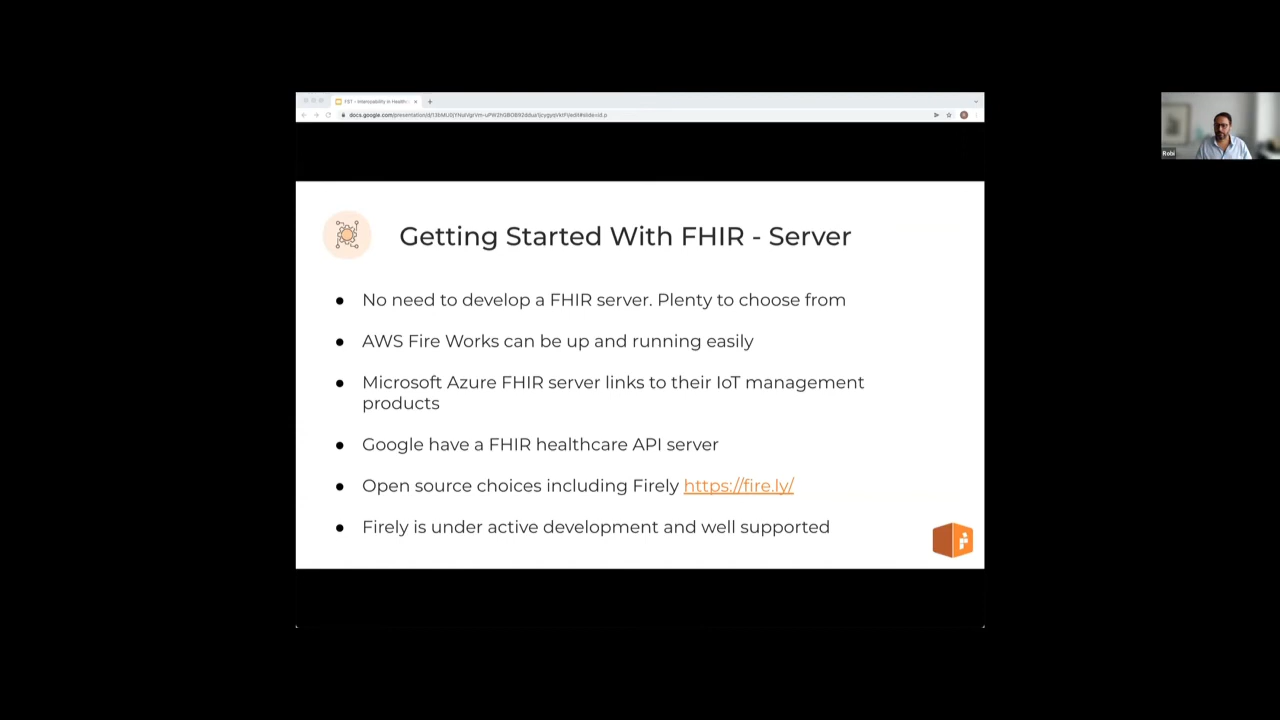 Getting Started With FHIR - Server
● No need to develop a FHIR server. Plenty to choose from
● AWS Fire Works can be up and running easily
● Microsoft Azure FHIR server links to their IoT management
products
● Google have a FHIR healthcare API server
● Open source choices including Firely https://fire.ly/
● Firely is under active development and well supported
Robi